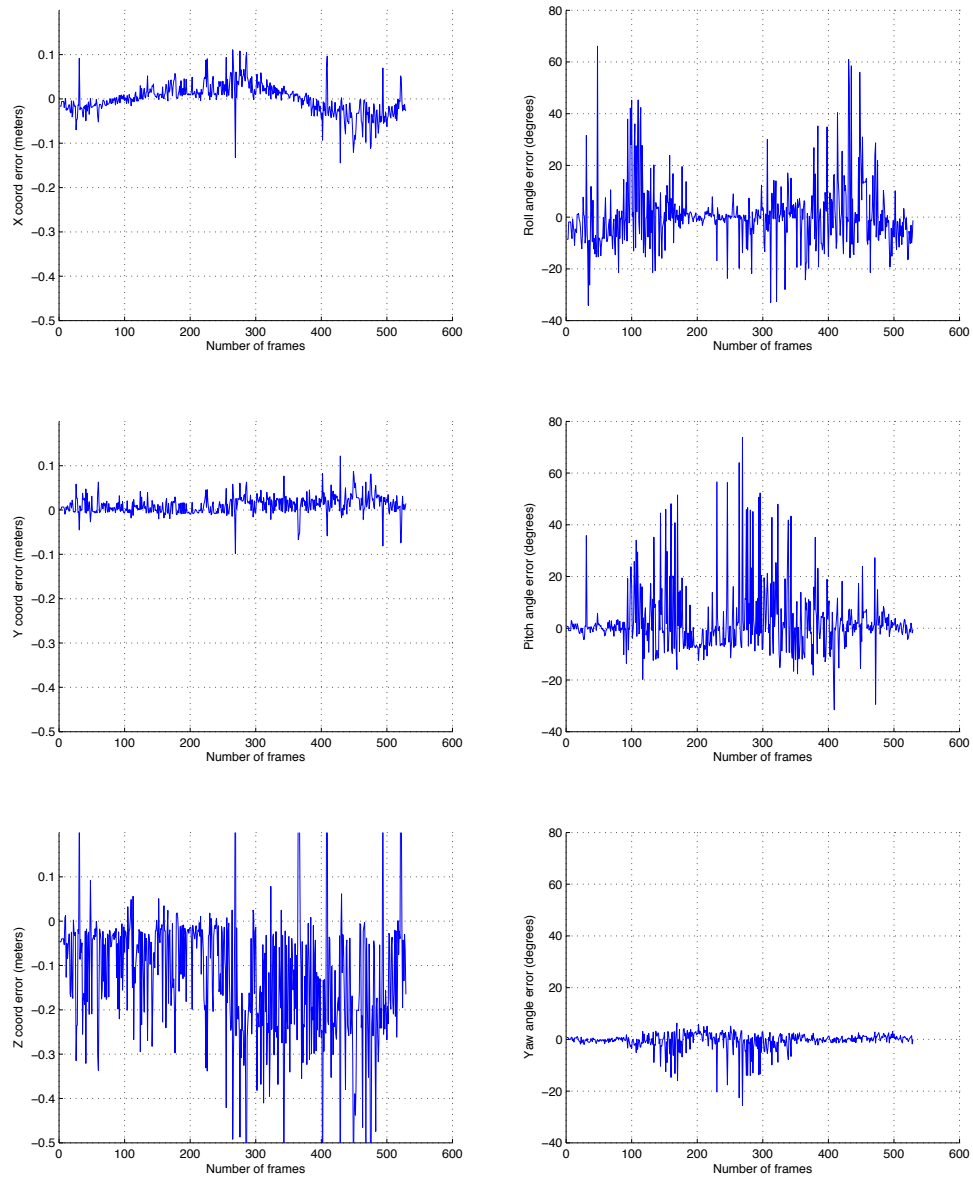 0.1
0
−0.1
−0.2
−0.3
−0.4
−0.5
X coord error (meters)
0 100 200 300 400 500 600
Number of frames
80
60
40
20
0
−20
−40
Roll angle error (degrees)
0 100 200 300 400 500 600
Number of frames
0.1
0
−0.1
−0.2
−0.3
−0.4
−0.5
Y coord error (meters)
0 100 200 300 400 500 600
Number of frames
80
60
40
20
0
−20
−40
Pitch angle error (degrees)
0 100 200 300 400 500 600
Number of frames
0.1
0
−0.1
−0.2
−0.3
−0.4
−0.5
Z coord error (meters)
0 100 200 300 400 500 600
Number of frames
80
60
40
20
0
−20
−40
Yaw angle error (degrees)
0 100 200 300 400 500 600
Number of frames